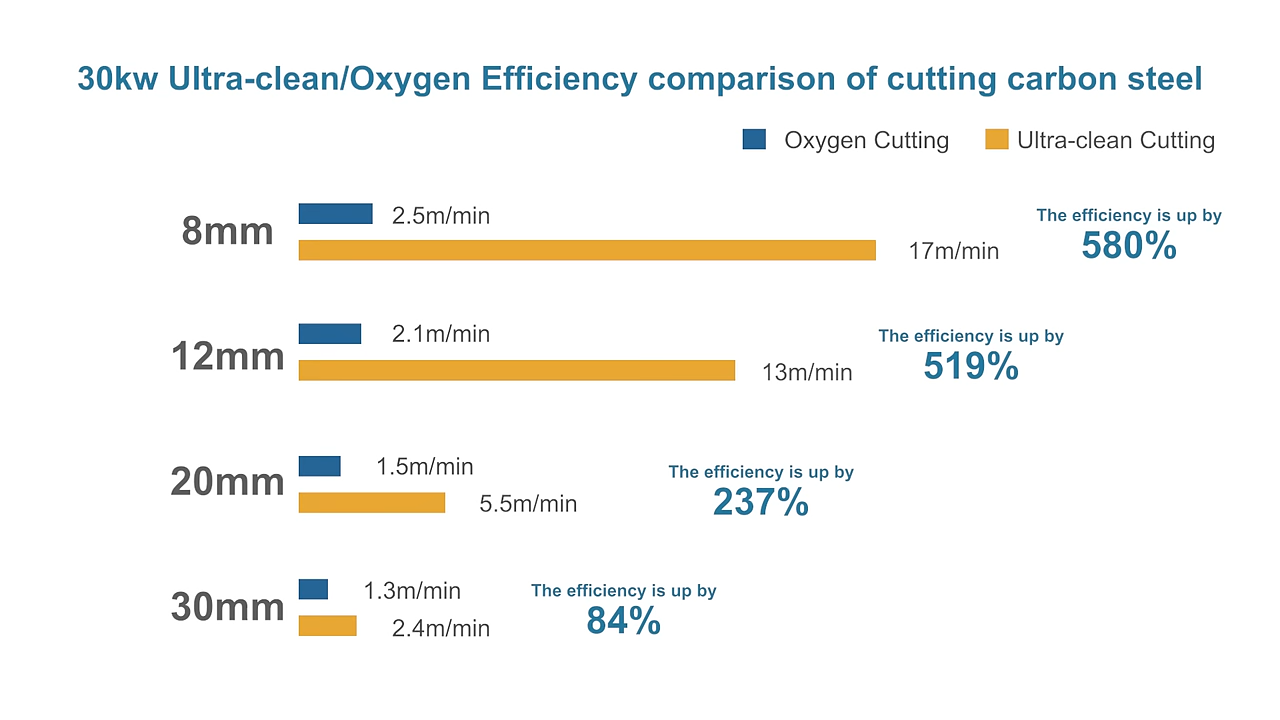 30kw Ultra-clean/Oxygen Efficiency comparison of cutting carbon steel
Oxygen Cutting
Ultra-clean Cutting
8mm
2.5m/min
17m/min
The efficiency is up by
580%
12mm
2.1m/min
13m/min
The efficiency is up by
519%
20mm
1.5m/min
5.5m/min
The efficiency is up by
237%
30mm
1.3m/min
2.4m/min
The efficiency is up by
84%